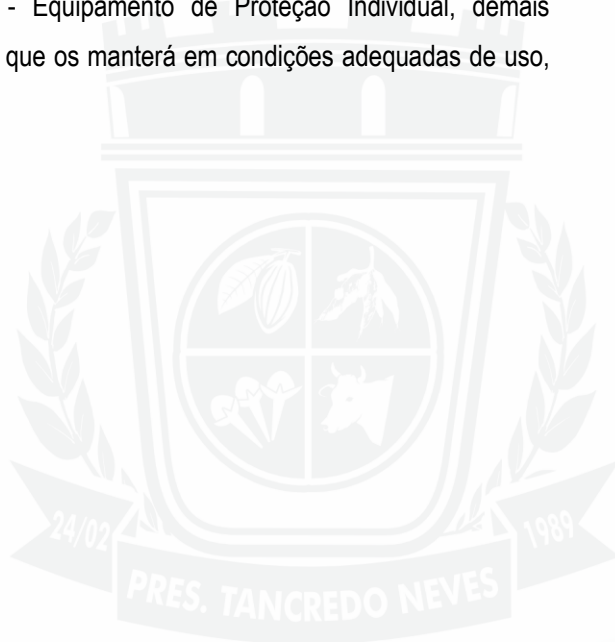 - Equipamento de Proteção Individual, demais
que os manterá em condições adequadas de uso,
24/02
1989
PRES. TANCREDO NEVES